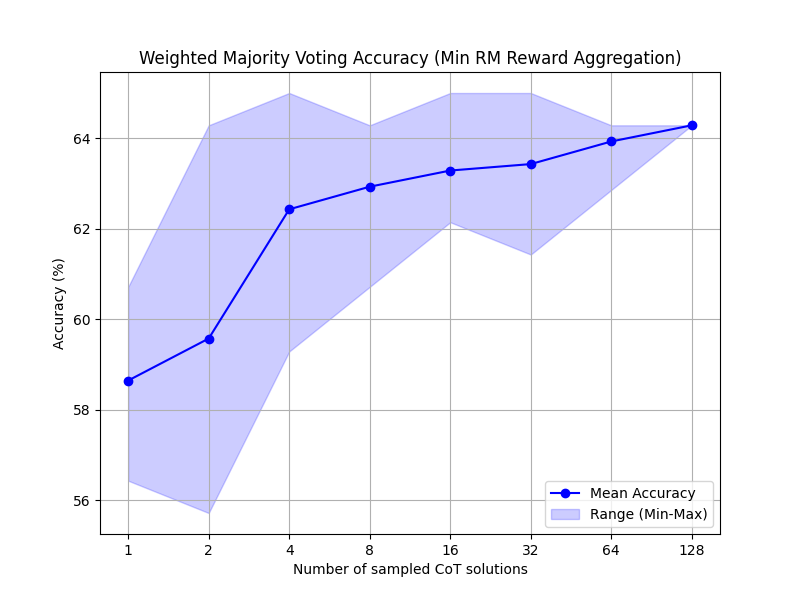 Weighted Majority Voting Accuracy (Min RM Reward Aggregation)
64
62
60
58
56
Accuracy (%)
Mean Accuracy
Range (Min-Max)
1 2 4 8 16 32 64 128
Number of sampled CoT solutions